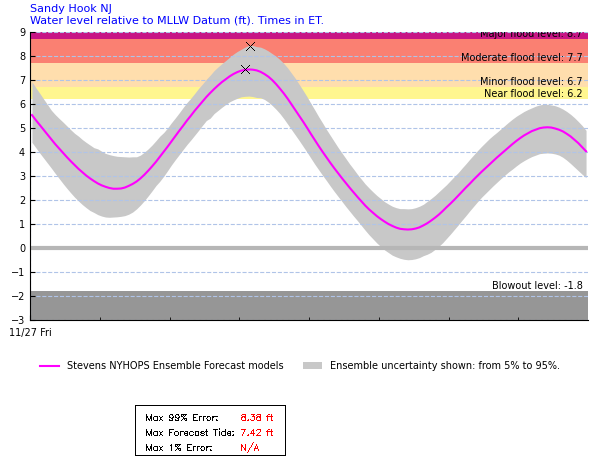 Sandy Hook NJ
Water level relative to MLLW Datum (ft). Times in ET.
9
Major flood level: 8.7
8
Moderate flood level: 7.7
7
Minor flood level: 6.7
Near flood level: 6.2
6
5
4
3
2
1
0
−1
Blowout level: -1.8
−2
−3
11/27 Fri
Stevens NYHOPS Ensemble Forecast models
Ensemble uncertainty shown: from 5% to 95%.
Max 99% Error: 8.38 ft
Max Forecast Tide: 7.42 ft
Max 1% Error: N/A